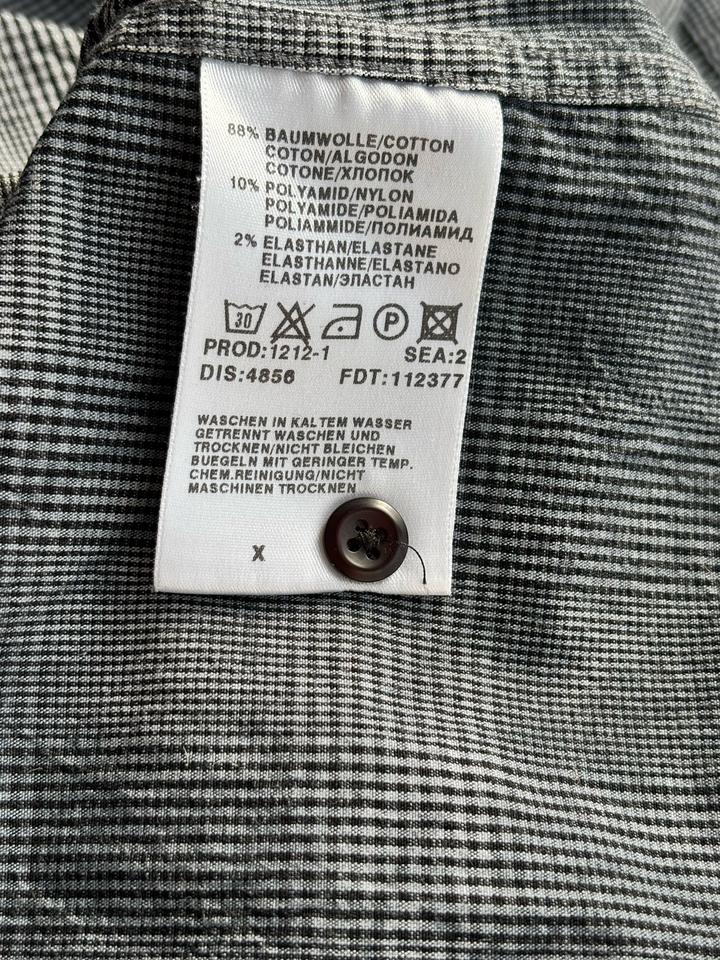 88% BAUMWOLLE/COTTON
COTON/ALGODON
COTONE/ХЛОПОК
10% POLYAMID/NYLON
POLYAMIDE/POLIAMIDA
POLIAMMIDE/ПОЛИАМИД
2% ELASTHAN/ELASTANE
ELASTHANNE/ELASTANO
ELASTAN/ЭЛАСТАН
30 P
PROD:1212-1 SEA:2
DIS:4856 FDT:112377
WASCHEN IN KALTEM WASSER
GETRENNT WASCHEN UND
TROCKNEN/NICHT BLEICHEN
BUEGELN MIT GERINGER TEMP.
CHEM.REINIGUNG/NICHT
MASCHINEN TROCKNEN
X